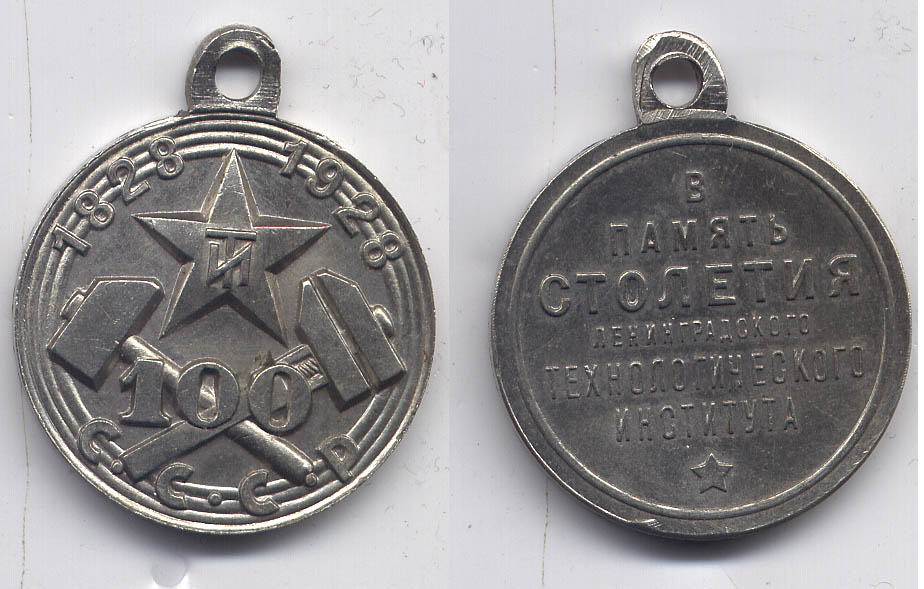 1828 1928
ТИ
100
С.С.С.Р
В
ПАМЯТЬ
СТОЛЕТИЯ
ЛЕНИНГРАДСКОГО
ТЕХНОЛОГИЧЕСКОГО
ИНСТИТУТА